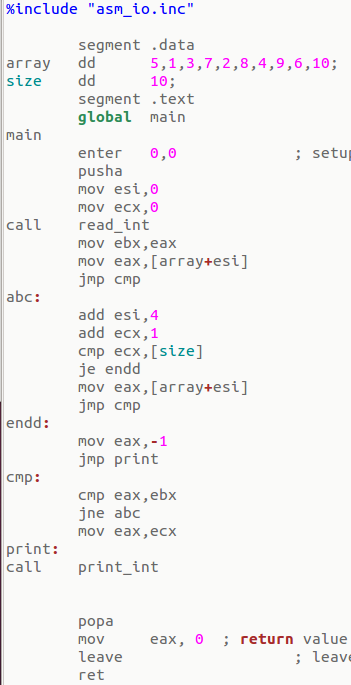 %include "asm_io.inc"
segment .data
array dd 5,1,3,7,2,8,4,9,6,10;
size dd 10;
segment .text
global main
main
enter 0,0 ; setup
pusha
mov esi,0
mov ecx,0
call read_int
mov ebx,eax
mov eax,[array+esi]
jmp cmp
abc:
add esi,4
add ecx,1
cmp ecx,[size]
je endd
mov eax,[array+esi]
jmp cmp
endd:
mov eax,-1
jmp print
cmp:
cmp eax,ebx
jne abc
mov eax,ecx
print:
call print_int
popa
mov eax, 0 ; return value
leave ; leave
ret